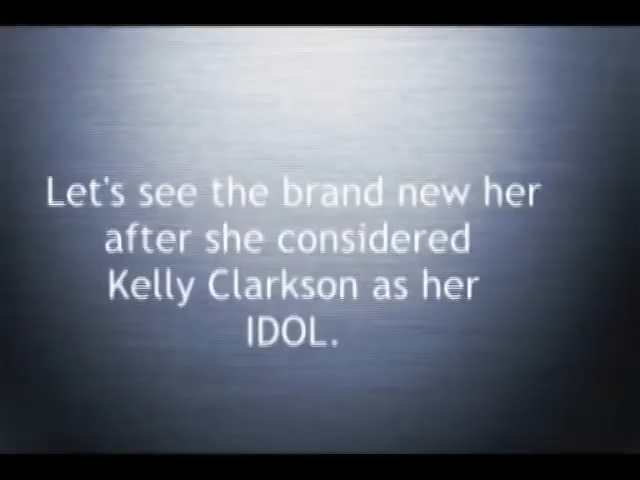 Let's see the brand new her
after she considered
Kelly Clarkson as her
IDOL.